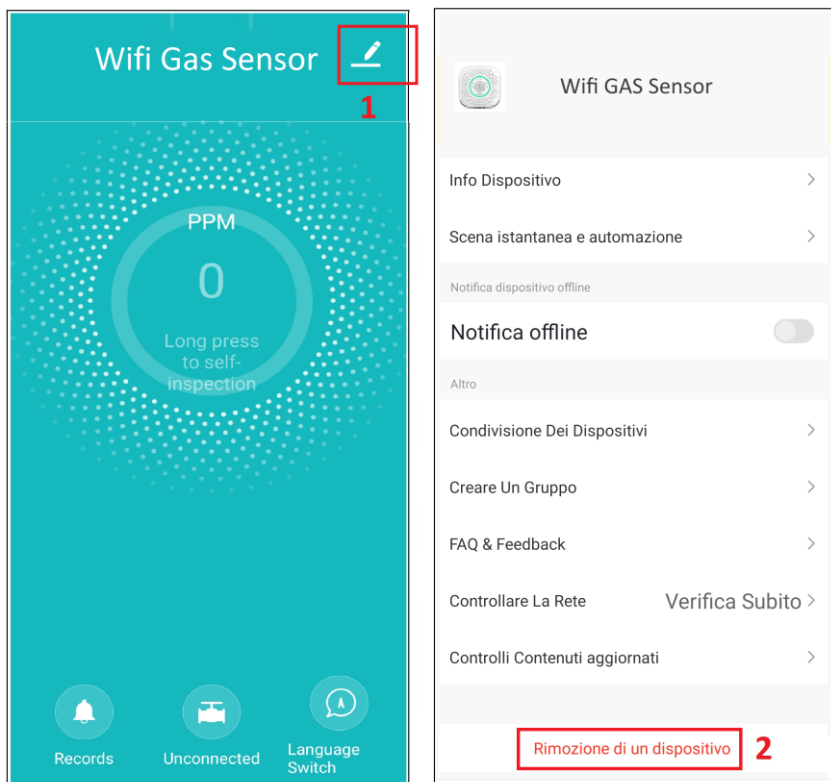 Wifi Gas Sensor
1
PPM
0
Long press
to self-
inspection
Records
Unconnected
A
Language
Switch
Wifi GAS Sensor
Info Dispositivo
Scena istantanea e automazione
Notifica dispositivo offline
Notifica offline
Altro
Condivisione Dei Dispositivi
Creare Un Gruppo
FAQ & Feedback
Controllare La Rete Verifica Subito
Controlli Contenuti aggiornati
Rimozione di un dispositivo 2